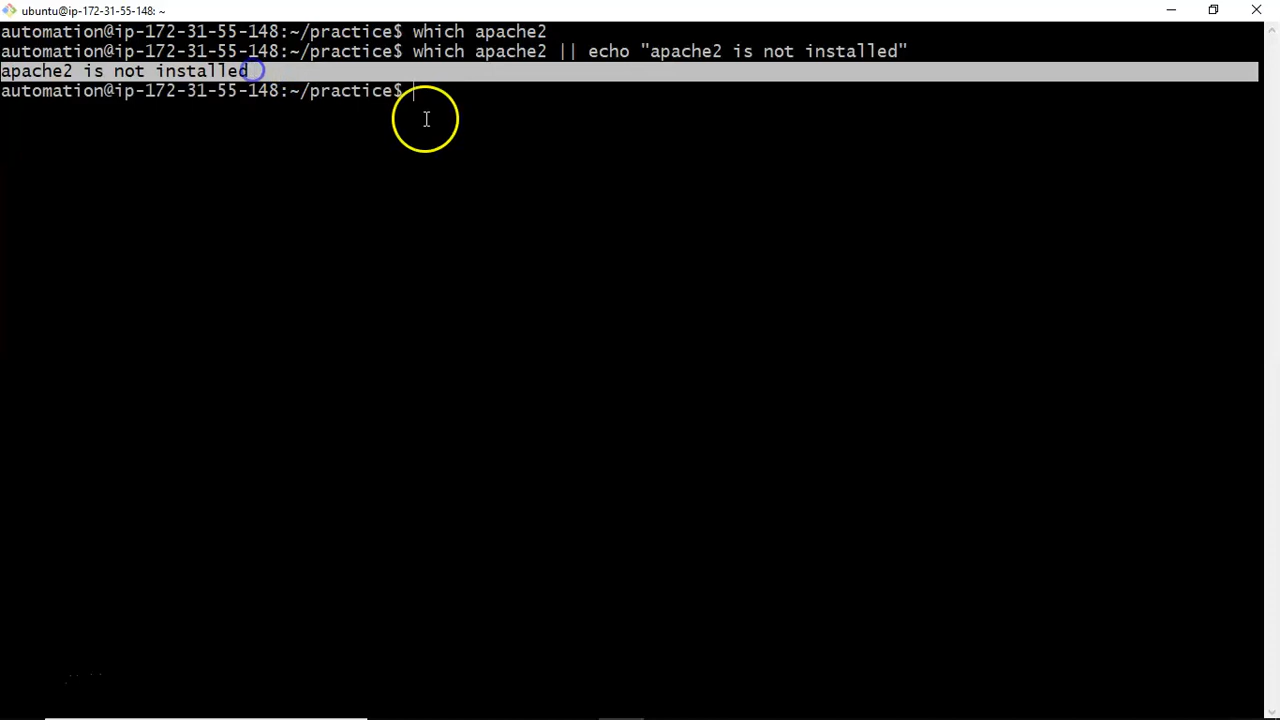 ubuntu@ip-172-31-55-148: ~
automation@ip-172-31-55-148:~/practice$ which apache2
automation@ip-172-31-55-148:~/practice$ which apache2 || echo "apache2 is not installed"
apache2 is not installed
automation@ip-172-31-55-148:~/practice$